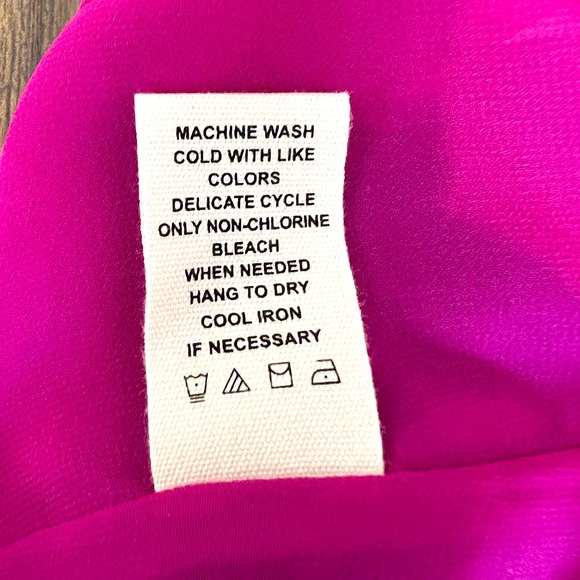 MACHINE WASH
COLD WITH LIKE
COLORS
DELICATE CYCLE
ONLY NON-CHLORINE
BLEACH
WHEN NEEDED
HANG TO DRY
COOL IRON
IF NECESSARY